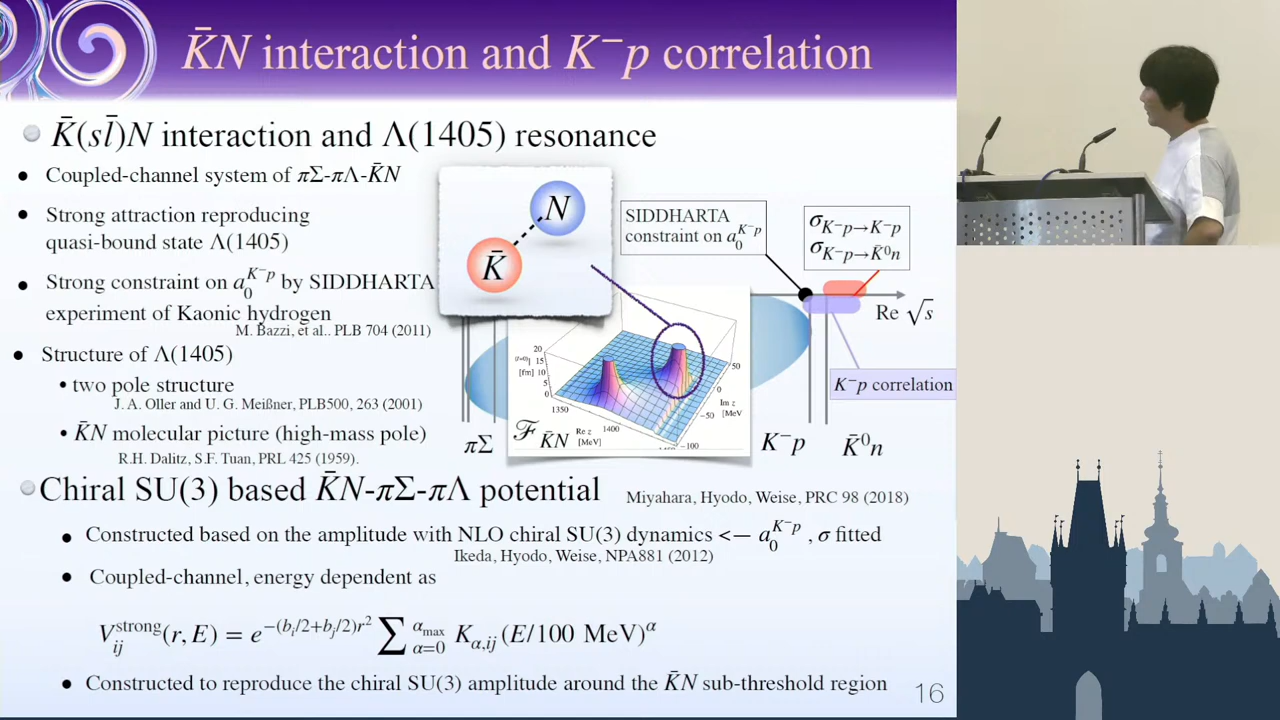 K̄N interaction and K⁻p correlation
K̄(sl̄)N interaction and Λ(1405) resonance
• Coupled-channel system of πΣ-πΛ-K̄N
• Strong attraction reproducing
quasi-bound state Λ(1405)
• Strong constraint on a₀^{K⁻p} by SIDDHARTA
experiment of Kaonic hydrogen
M. Bazzi, et al.. PLB 704 (2011)
• Structure of Λ(1405)
• two pole structure
J. A. Oller and U. G. Meißner, PLB500, 263 (2001)
• K̄N molecular picture (high-mass pole)
R.H. Dalitz, S.F. Tuan, PRL 425 (1959).
N
K̄
SIDDHARTA
constraint on a₀^{K⁻p}
σ_{K⁻p→K⁻p}
σ_{K⁻p→K̄⁰n}
Re √s
K⁻p correlation
20
15
10
5
0
[fm]
1350
Re z
[MeV]
1400
50
0
Im z
[MeV
−50
−100
ℱ_{K̄N}
πΣ
K⁻p
K̄⁰n
Chiral SU(3) based K̄N-πΣ-πΛ potential
Miyahara, Hyodo, Weise, PRC 98 (2018)
• Constructed based on the amplitude with NLO chiral SU(3) dynamics <— a₀^{K⁻p}, σ fitted
Ikeda, Hyodo, Weise, NPA881 (2012)
• Coupled-channel, energy dependent as
V_{ij}^{strong}(r, E) = e^{−(b_i/2+b_j/2)r²} ∑_{α=0}^{α_max} K_{α,ij} (E/100 MeV)^α
• Constructed to reproduce the chiral SU(3) amplitude around the K̄N sub-threshold region
16